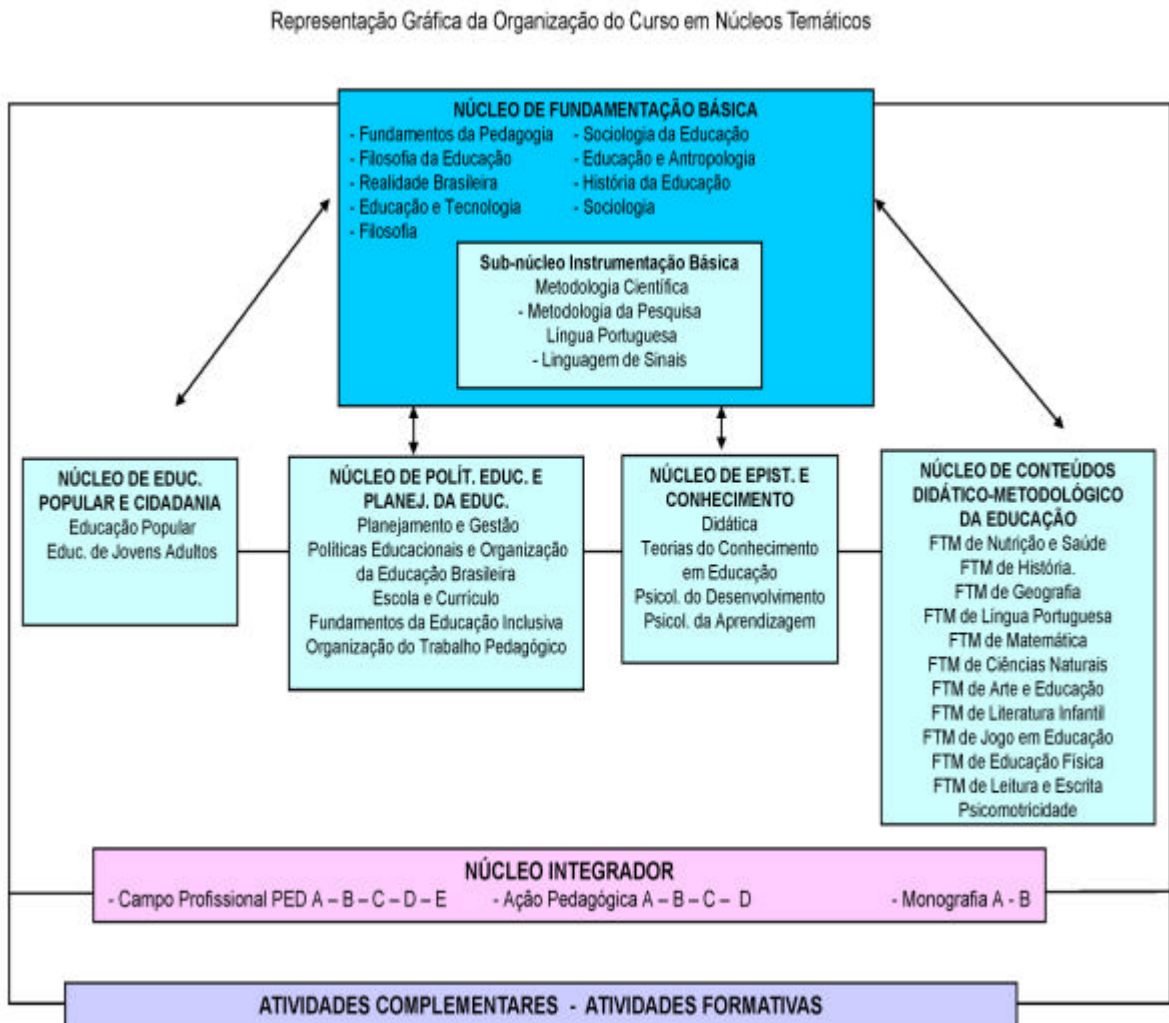 Representação Gráfica da Organização do Curso em Núcleos Temáticos
NÚCLEO DE FUNDAMENTAÇÃO BÁSICA
- Fundamentos da Pedagogia - Sociologia da Educação
- Filosofia da Educação - Educação e Antropologia
- Realidade Brasileira - História da Educação
- Educação e Tecnologia - Sociologia
- Filosofia
Sub-núcleo Instrumentação Básica
Metodologia Científica
- Metodologia da Pesquisa
Língua Portuguesa
- Linguagem de Sinais
NÚCLEO DE EDUC.
POPULAR E CIDADANIA
Educação Popular
Educ. de Jovens Adultos
NÚCLEO DE POLÍT. EDUC. E
PLANEJ. DA EDUC.
Planejamento e Gestão
Políticas Educacionais e Organização
da Educação Brasileira
Escola e Currículo
Fundamentos da Educação Inclusiva
Organização do Trabalho Pedagógico
NÚCLEO DE EPIST. E
CONHECIMENTO
Didática
Teorias do Conhecimento
em Educação
Psicol. do Desenvolvimento
Psicol. da Aprendizagem
NÚCLEO DE CONTEÚDOS
DIDÁTICO-METODOLÓGICO
DA EDUCAÇÃO
FTM de Nutrição e Saúde
FTM de História.
FTM de Geografia
FTM de Língua Portuguesa
FTM de Matemática
FTM de Ciências Naturais
FTM de Arte e Educação
FTM de Literatura Infantil
FTM de Jogo em Educação
FTM de Educação Física
FTM de Leitura e Escrita
Psicomotricidade
NÚCLEO INTEGRADOR
- Campo Profissional PED A – B – C – D – E - Ação Pedagógica A – B – C – D - Monografia A - B
ATIVIDADES COMPLEMENTARES - ATIVIDADES FORMATIVAS